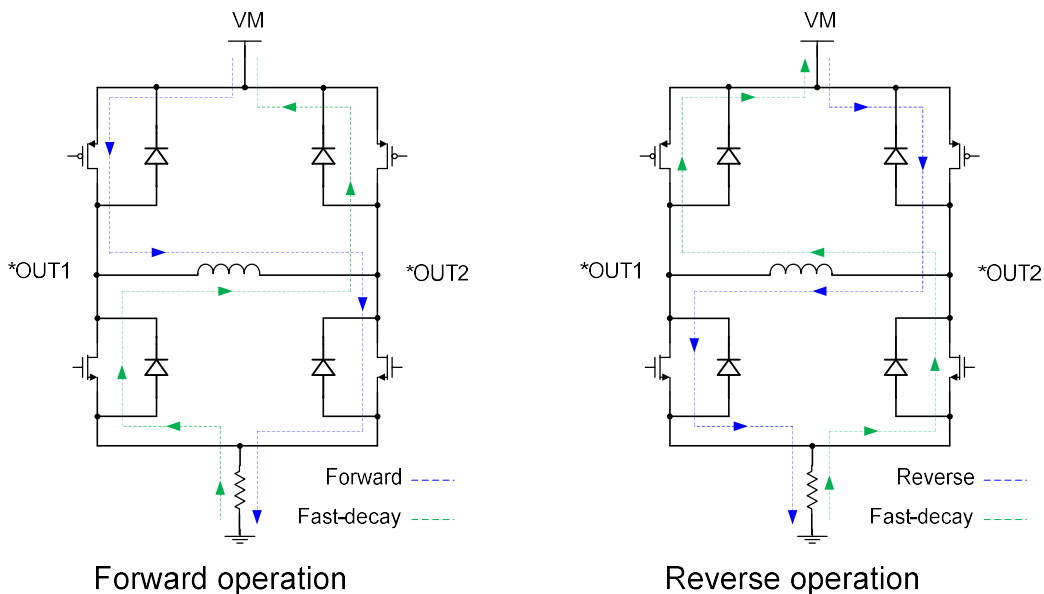 VM
VM
*OUT1
*OUT2
*OUT1
*OUT2
Forward
Fast-decay
Reverse
Fast-decay
Forward operation
Reverse operation